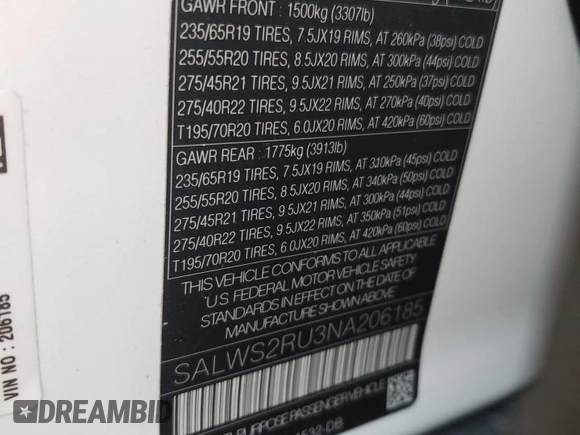 GAWR FRONT : 1500kg (3307lb)
235/65R19 TIRES, 7.5JX19 RIMS, AT 260kPa (38psi) COLD
255/55R20 TIRES, 8.5JX20 RIMS, AT 300kPa (44psi) COLD
275/45R21 TIRES, 9.5JX21 RIMS, AT 250kPa (37psi) COLD
275/40R22 TIRES, 9.5JX22 RIMS, AT 270kPa (40psi) COLD
T195/70R20 TIRES, 6.0JX20 RIMS, AT 420kPa (60psi) COLD
GAWR REAR : 1775kg (3913lb)
235/65R19 TIRES, 7.5JX19 RIMS, AT 310kPa (45psi) COLD
255/55R20 TIRES, 8.5JX20 RIMS, AT 340kPa (50psi) COLD
275/45R21 TIRES, 9.5JX21 RIMS, AT 300kPa (44psi) COLD
275/40R22 TIRES, 9.5JX22 RIMS, AT 350kPa (51psi) COLD
T195/70R20 TIRES, 6.0JX20 RIMS, AT 420kPa (60psi) COLD
THIS VEHICLE CONFORMS TO ALL APPLICABLE
U.S. FEDERAL MOTOR VEHICLE SAFETY
STANDARDS IN EFFECT ON THE DATE OF
MANUFACTURE SHOWN ABOVE.
SALWS2RU3NA206185
PURPOSE PASSENGER VEHICLE
532-DB
VIN NO : 206185
DREAMBID